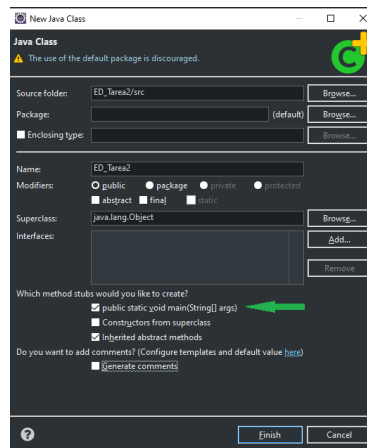 New Java Class
Java Class
The use of the default package is discouraged.
Source folder: ED_Tarea2/src Browse...
Package: (default) Browse...
Enclosing type: Browse...
Name: ED_Tarea2
Modifiers: public package private protected
abstract final static
Superclass: java.lang.Object Browse...
Interfaces: Add...
Remove
Which method stubs would you like to create?
public static void main(String[] args)
Constructors from superclass
Inherited abstract methods
Do you want to add comments? (Configure templates and default value here)
Generate comments
? Finish Cancel